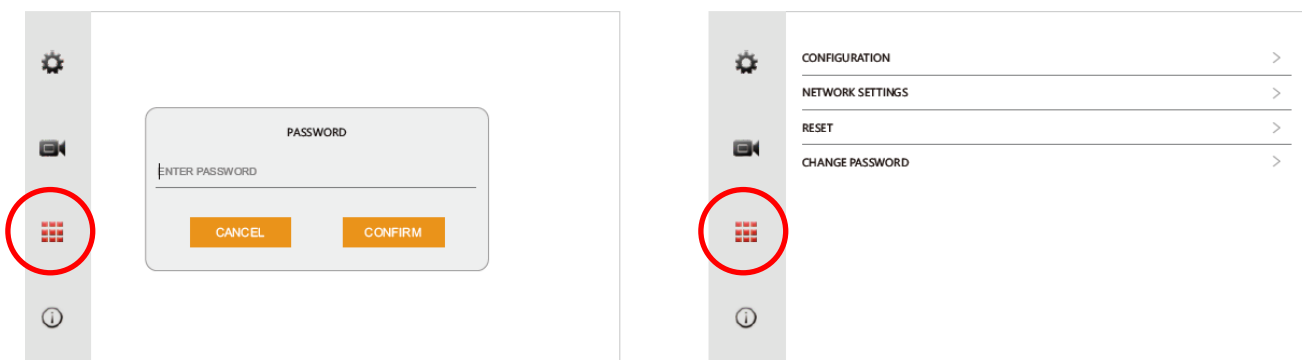 PASSWORD
ENTER PASSWORD
CANCEL
CONFIRM
CONFIGURATION
NETWORK SETTINGS
RESET
CHANGE PASSWORD